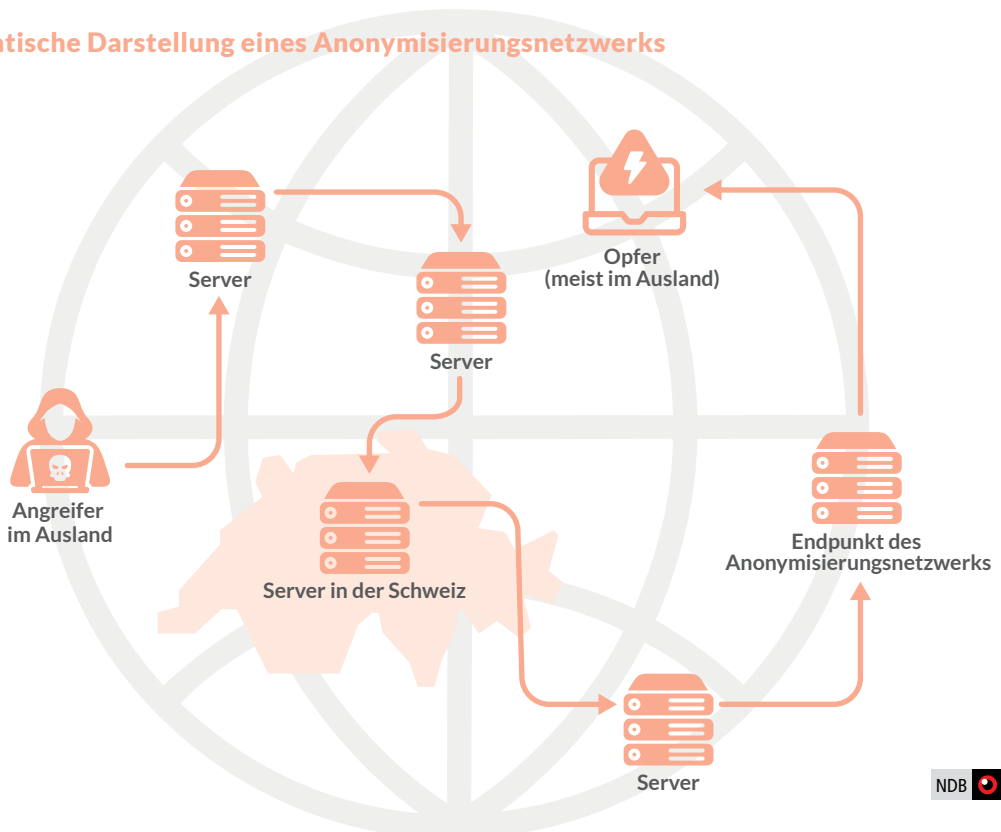 tische Darstellung eines Anonymisierungsnetzwerks
Opfer
(meist im Ausland)
Server
Server
Angreifer
im Ausland
Server in der Schweiz
Endpunkt des
Anonymisierungsnetzwerks
Server
NDB